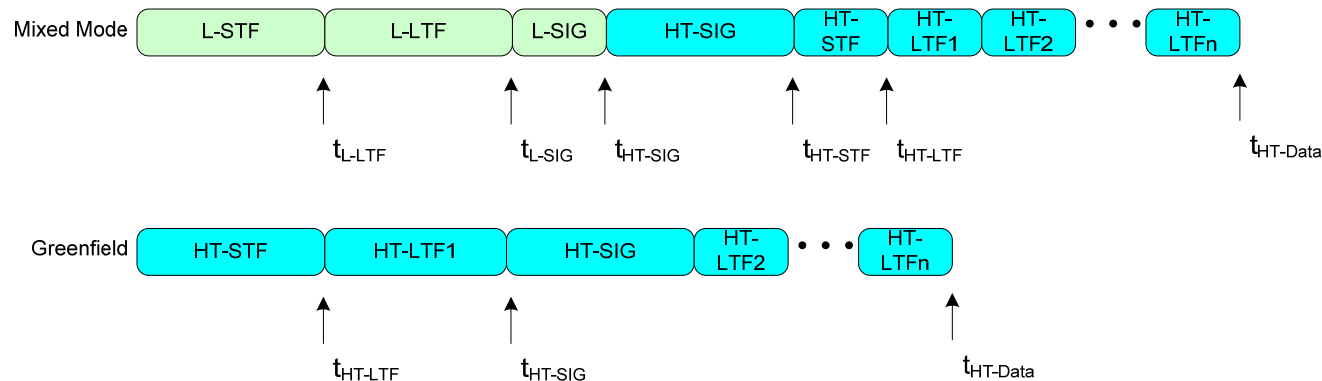 Mixed Mode L-STF L-LTF L-SIG HT-SIG HT-STF HT-LTF1 HT-LTF2 • • • HT-LTFn
tL-LTF tL-SIG tHT-SIG tHT-STF tHT-LTF tHT-Data
Greenfield HT-STF HT-LTF1 HT-SIG HT-LTF2 • • • HT-LTFn
tHT-LTF tHT-SIG tHT-Data